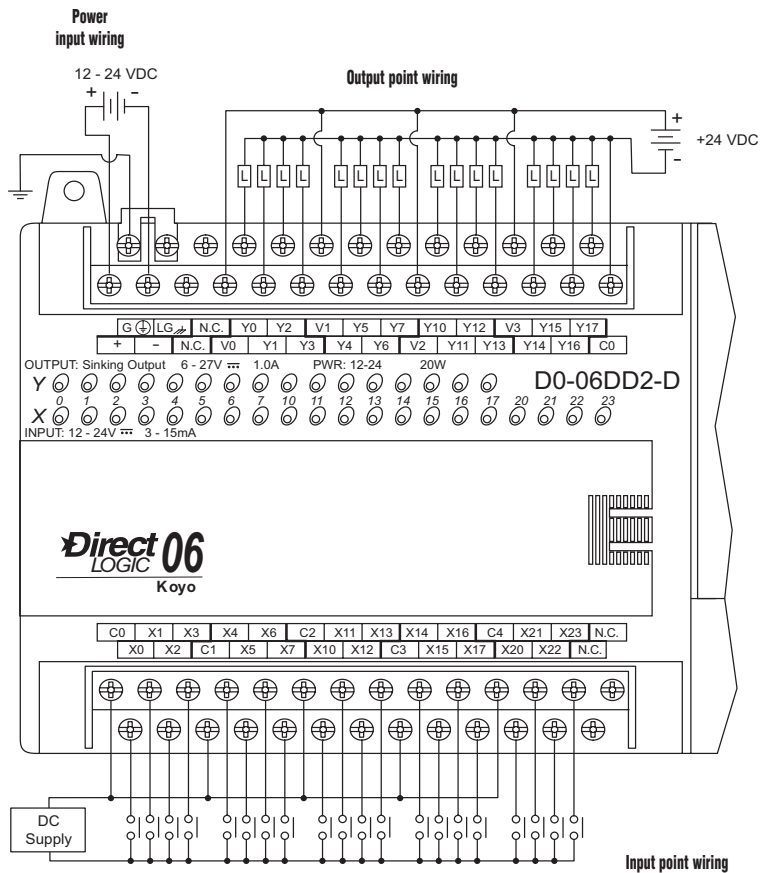 Power
input wiring
12 - 24 VDC
+ -
Output point wiring
+
+24 VDC
-
L L L L L L L L L L L L L L L L
G LG N.C. Y0 Y2 V1 Y5 Y7 Y10 Y12 V3 Y15 Y17
+ - N.C. V0 Y1 Y3 Y4 Y6 V2 Y11 Y13 Y14 Y16 C0
OUTPUT: Sinking Output 6 - 27V 1.0A PWR: 12-24 20W
Y D0-06DD2-D
0 1 2 3 4 5 6 7 10 11 12 13 14 15 16 17 20 21 22 23
X
INPUT: 12 - 24V 3 - 15mA
Direct
LOGIC 06
Koyo
C0 X1 X3 X4 X6 C2 X11 X13 X14 X16 C4 X21 X23 N.C.
X0 X2 C1 X5 X7 X10 X12 C3 X15 X17 X20 X22 N.C.
DC
Supply
Input point wiring